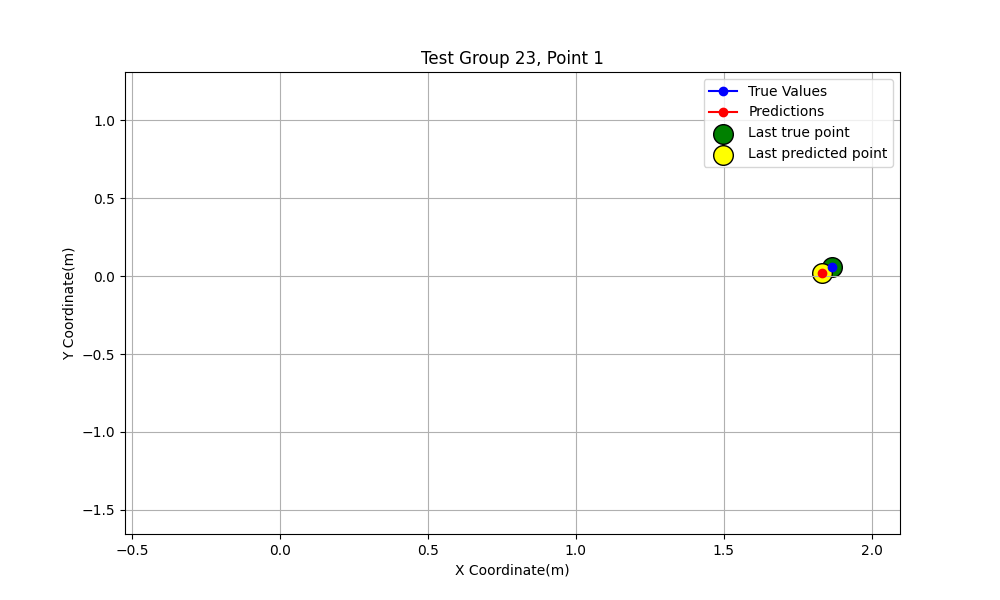 Test Group 23, Point 1
True Values
Predictions
Last true point
Last predicted point
1.0
0.5
0.0
−0.5
−1.0
−1.5
Y Coordinate(m)
−0.5
0.0
0.5
1.0
1.5
2.0
X Coordinate(m)